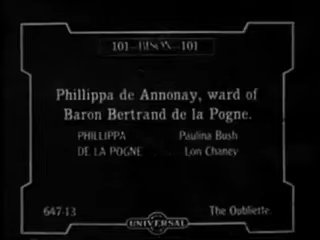 101-BISON-101
Phillippa de Annonay, ward of
Baron Bertrand de la Pogne.
PHILLIPPA Paulina Bush
DE LA POGNE Lon Chaney
647-13 The Oubliette.
UNIVERSAL